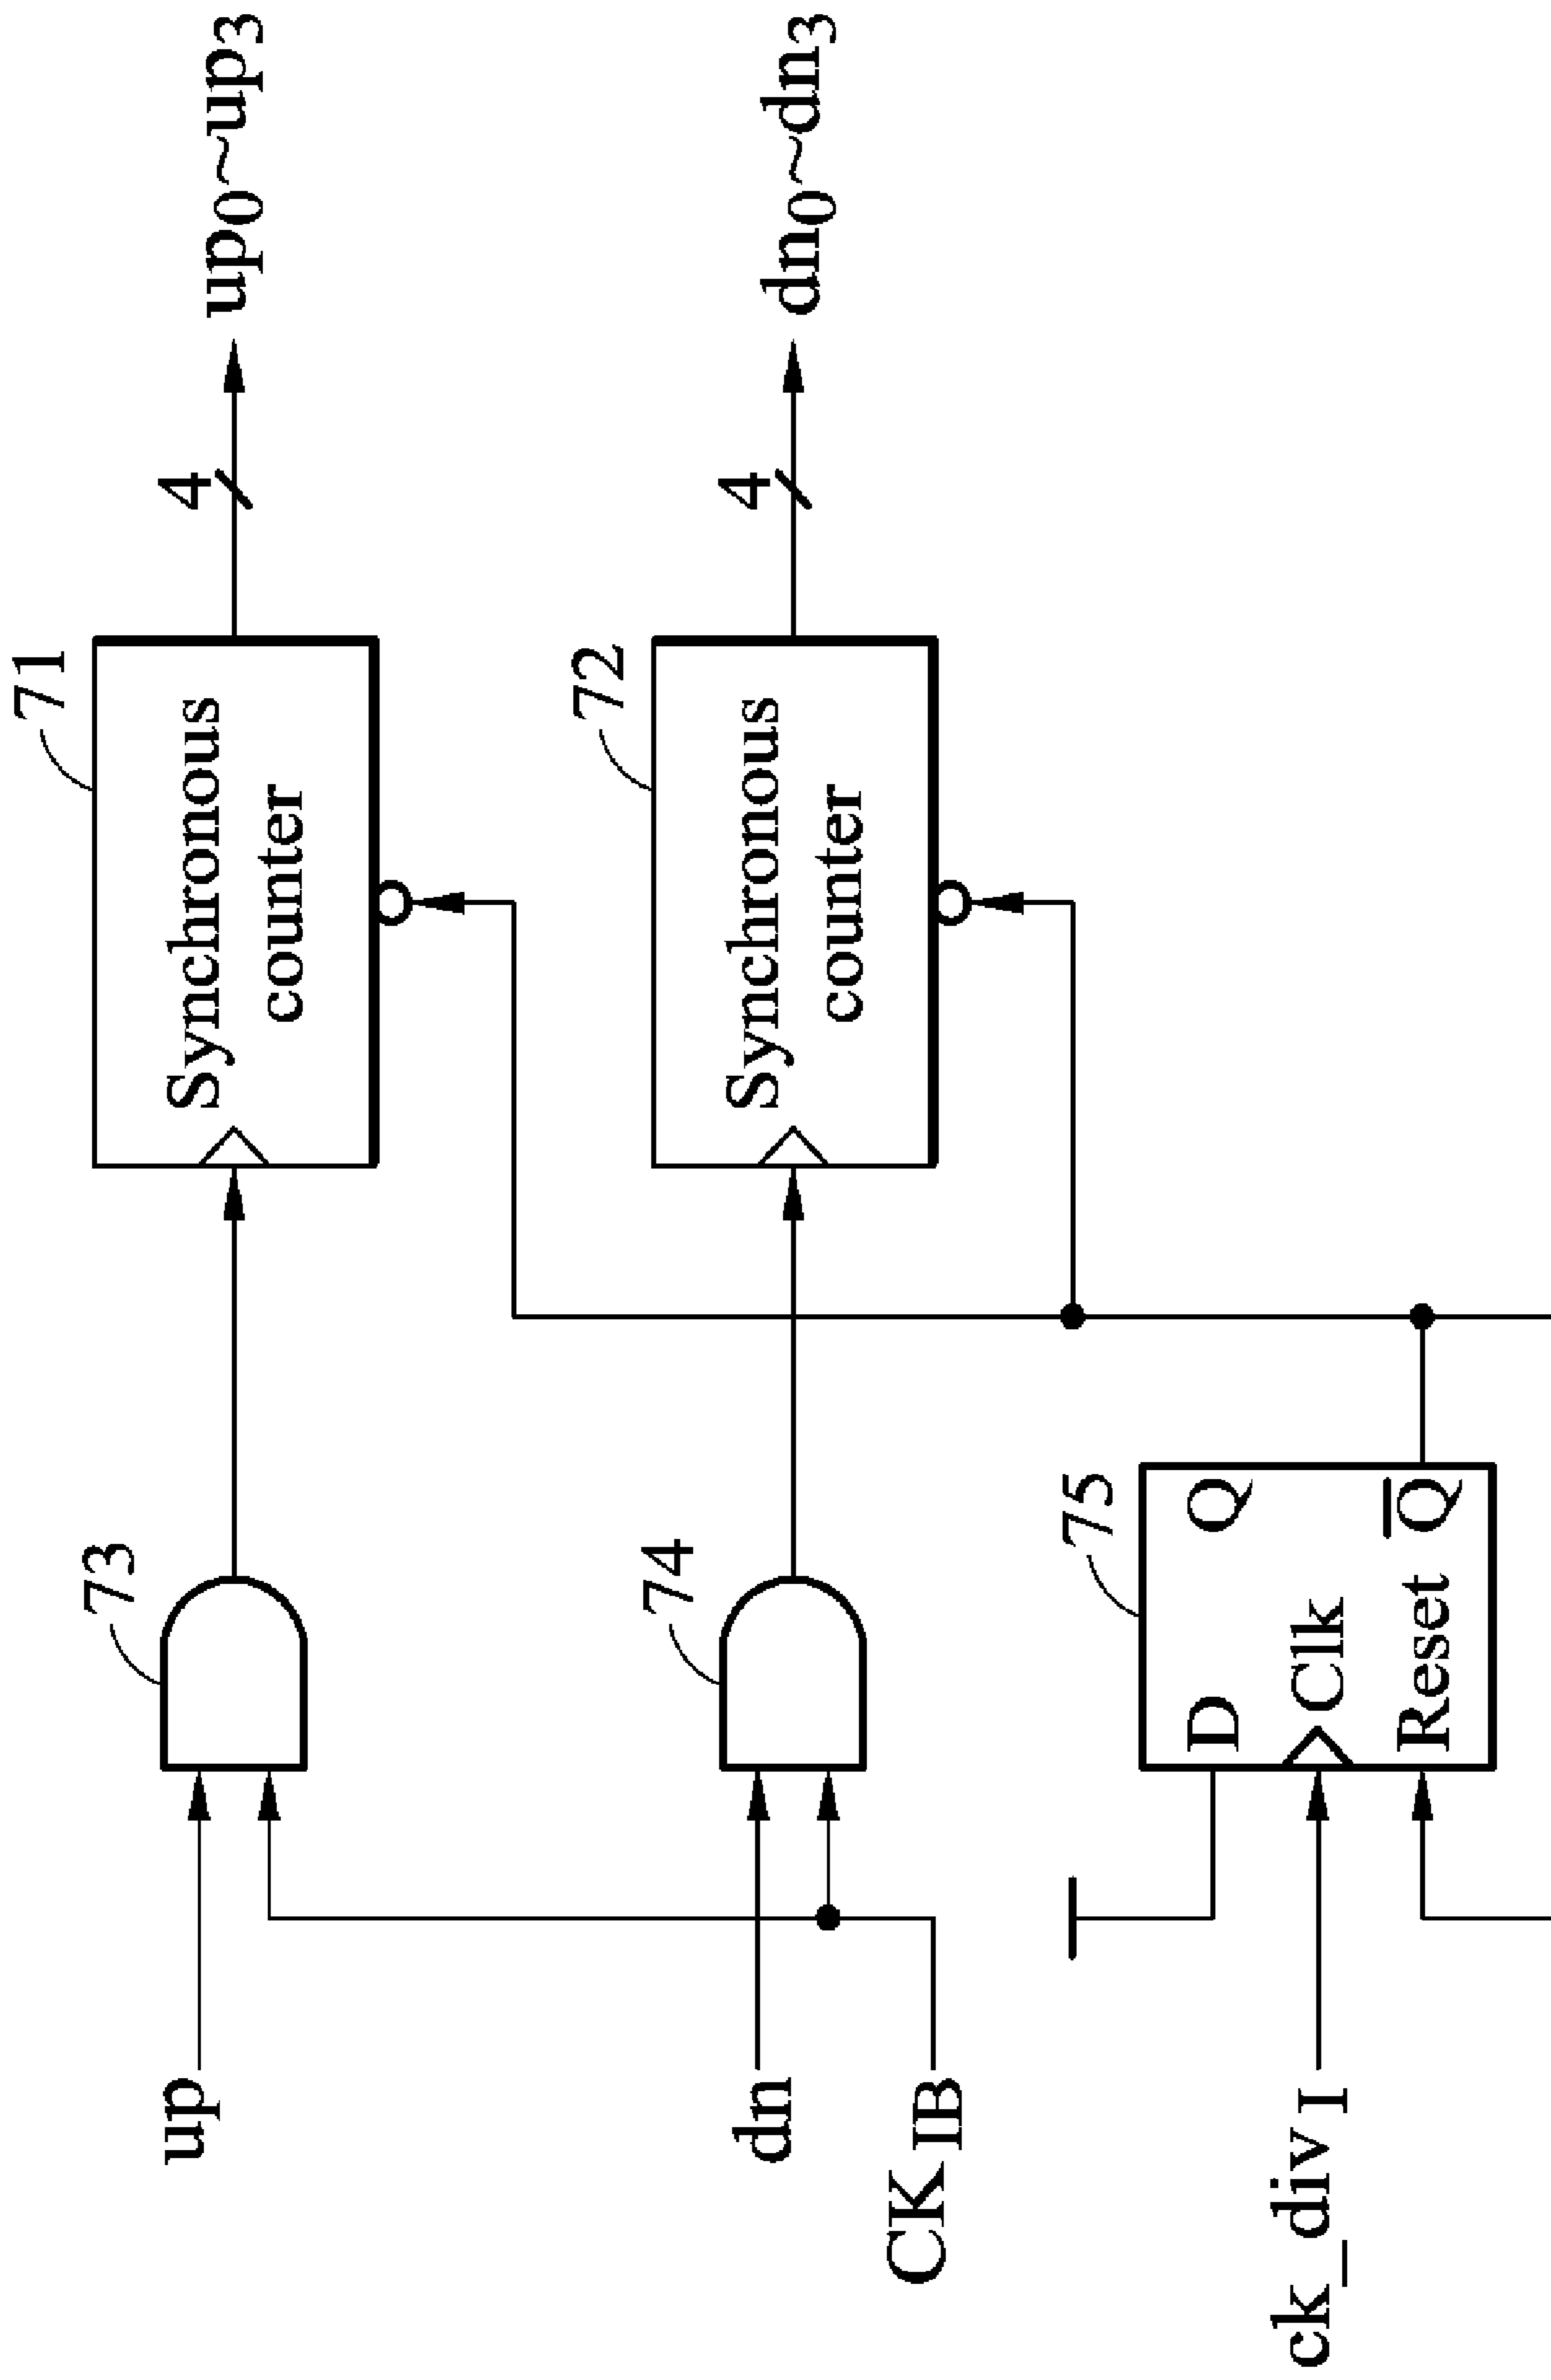 up
73
71
Synchronous
counter
4
up0~up3
dn
CKIB
74
72
Synchronous
counter
4
dn0~dn3
75
D
Q
ck_divI
Clk
Reset
Q̅